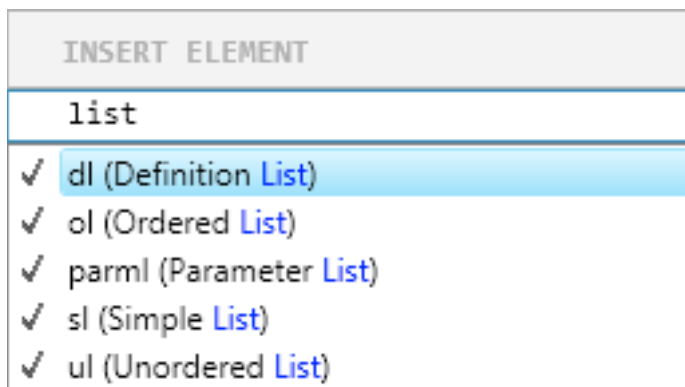 INSERT ELEMENT
list
dl (Definition List)
ol (Ordered List)
parml (Parameter List)
sl (Simple List)
ul (Unordered List)